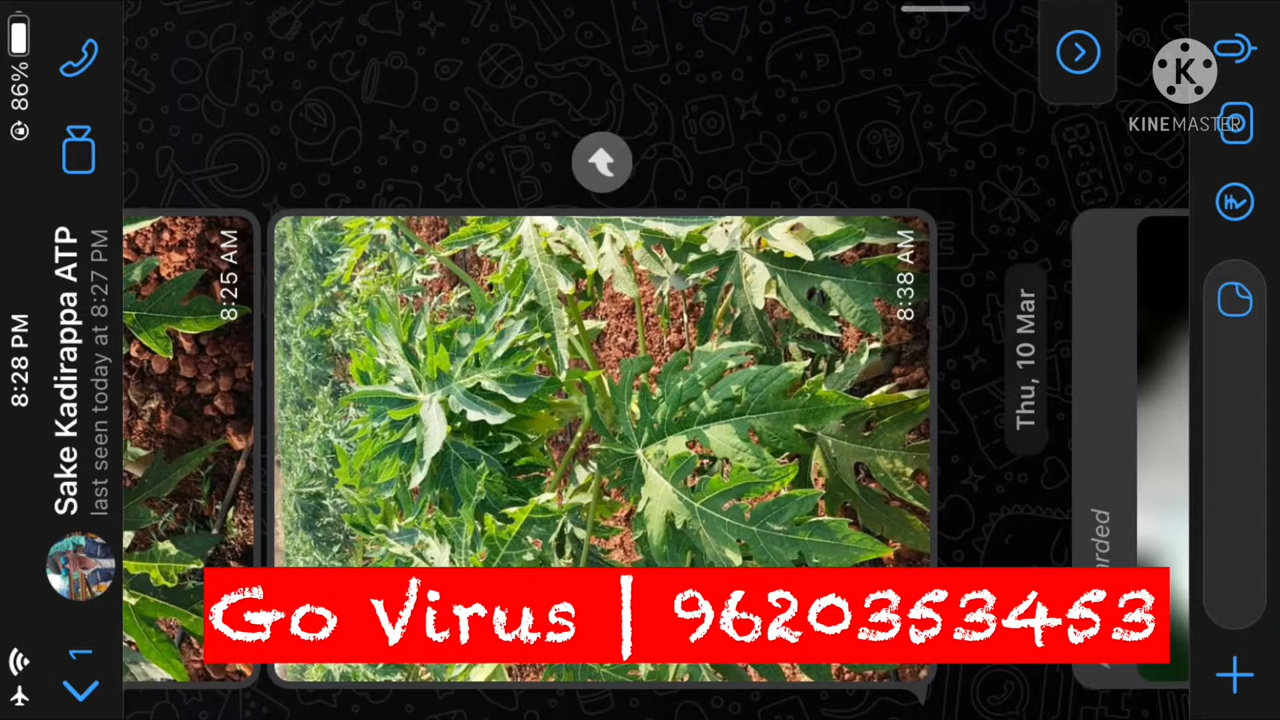 8:28 PM
86%
Sake Kadirappa ATP
last seen today at 8:27 PM
1
8:25 AM
8:38 AM
Thu, 10 Mar
K
KINEMASTER
Go Virus | 9620353453